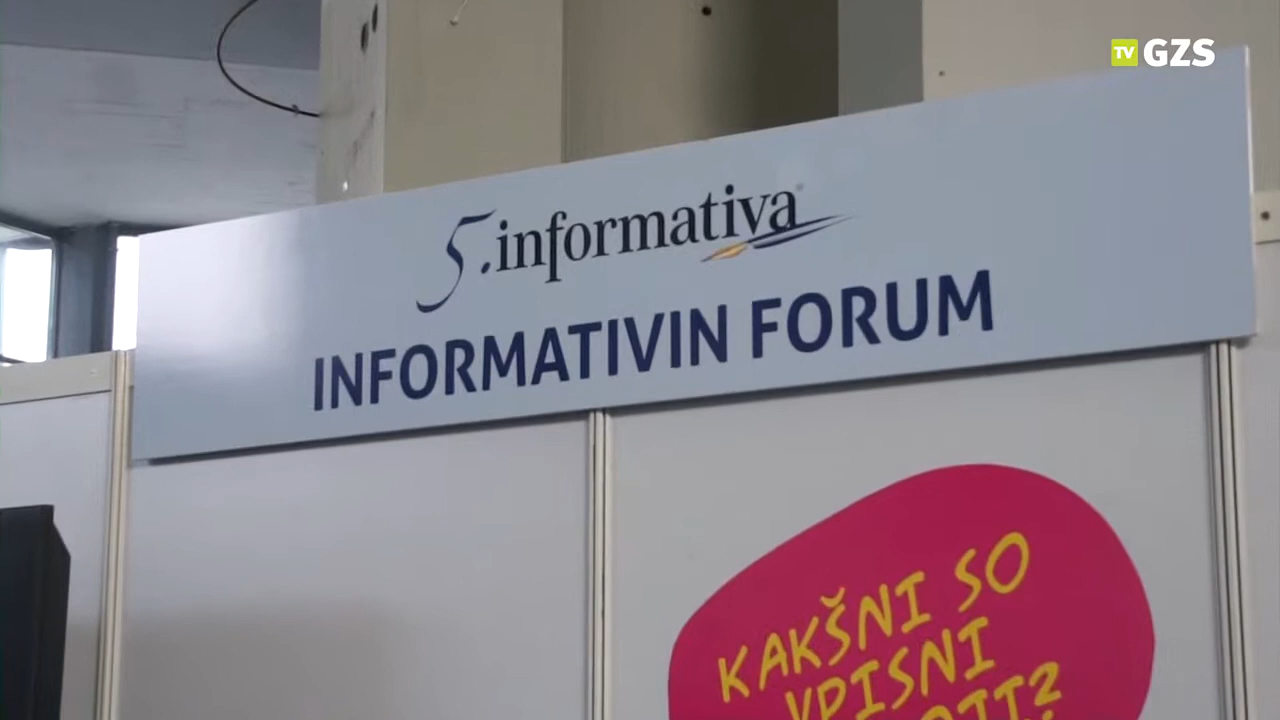 TV GZS
5.informativa
INFORMATIVIN FORUM
KAKŠNI SO
VPISNI